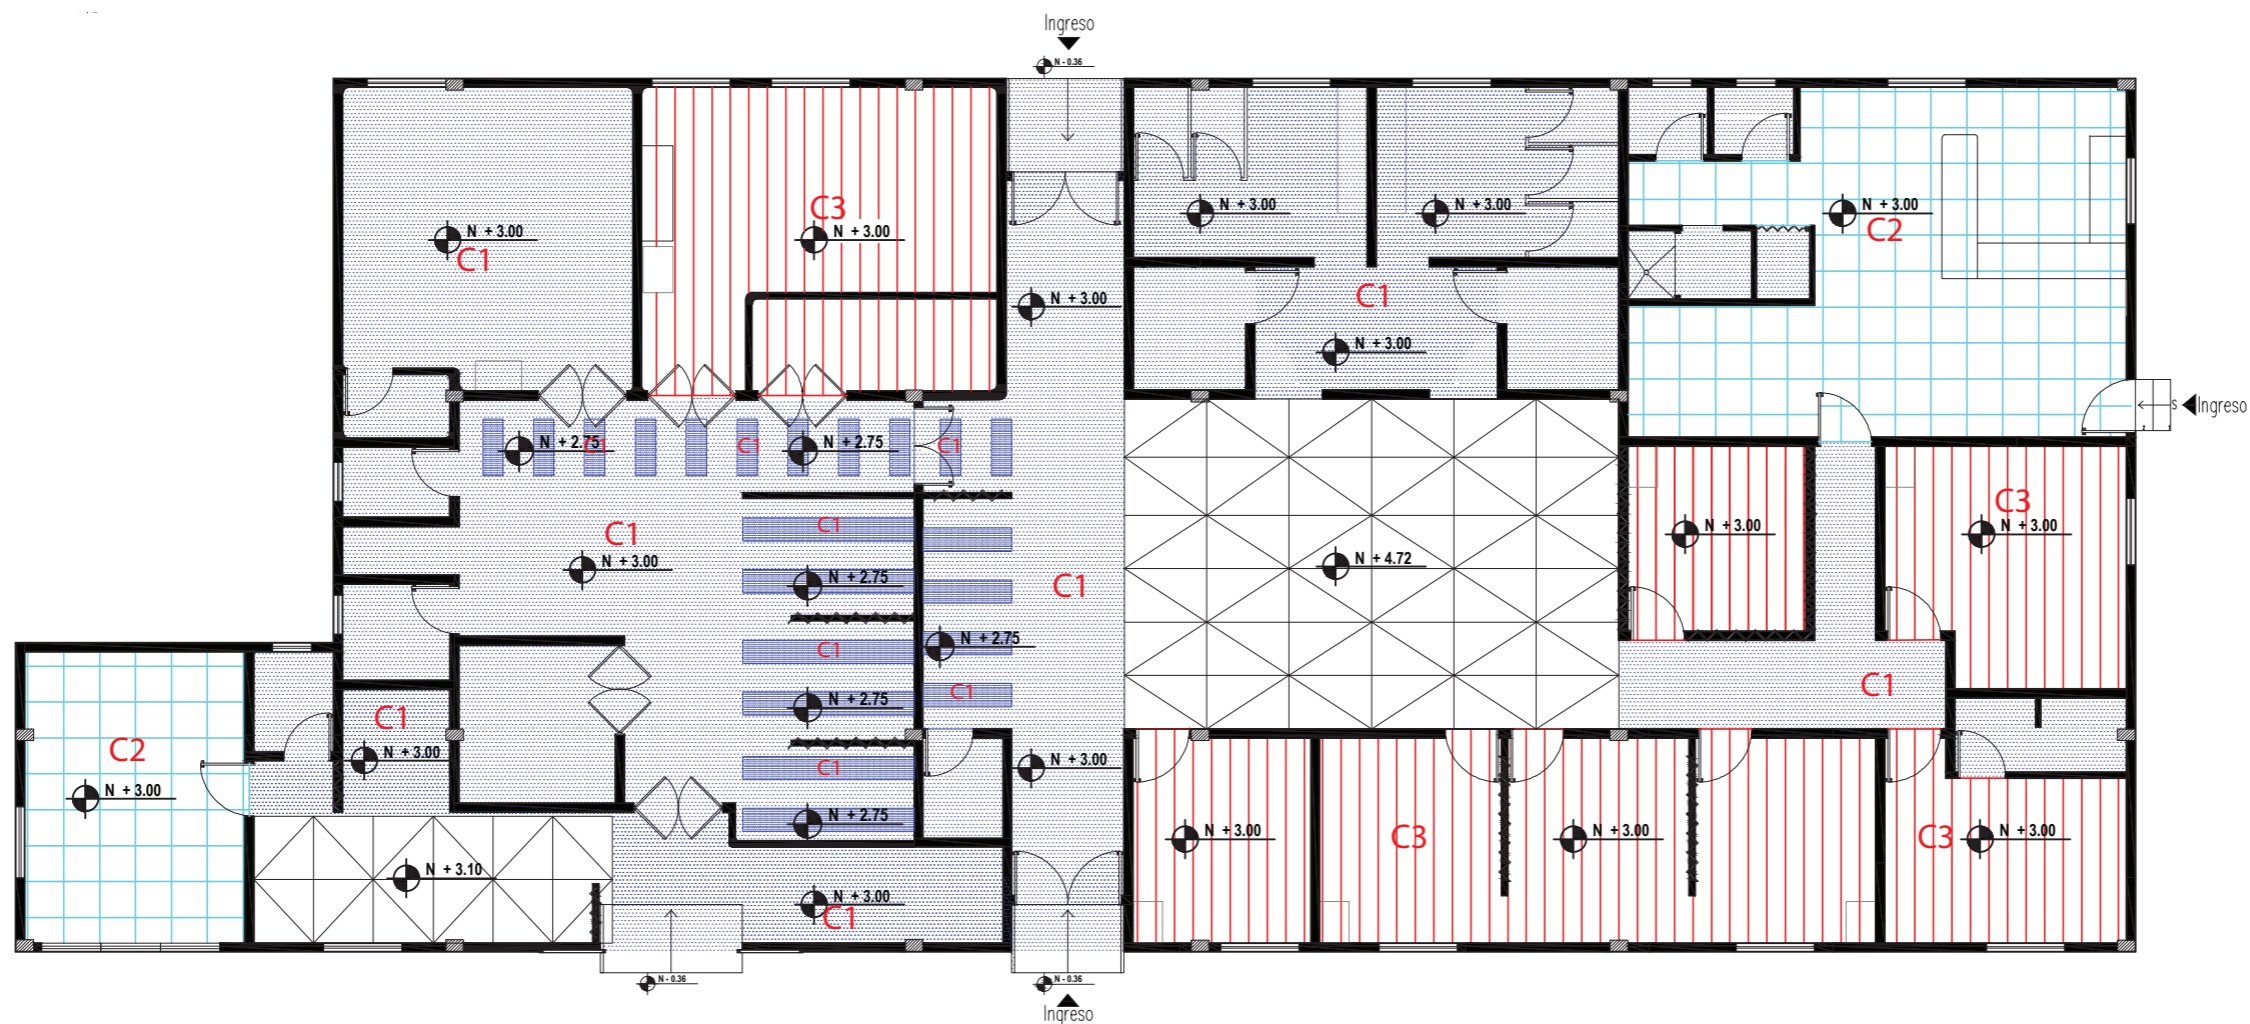 Ingreso
N - 0.36
N + 3.00
N + 3.00
N + 3.00
C3
C2
N + 3.00
N + 3.00
C1
C1
N + 3.00
N + 3.00
S
Ingreso
N + 2.75
C1
C1
N + 2.75
C1
C3
C1
C1
N + 3.00
N + 3.00
N + 3.00
N + 4.72
N + 2.75
C1
N + 2.75
C1
C1
C1
C1
N + 2.75
C2
N + 3.00
C1
N + 3.00
N + 3.00
N + 2.75
N + 3.00
C3
N + 3.00
C3
N + 3.00
N + 3.10
N + 3.00
C1
N - 0.36
N - 0.36
Ingreso